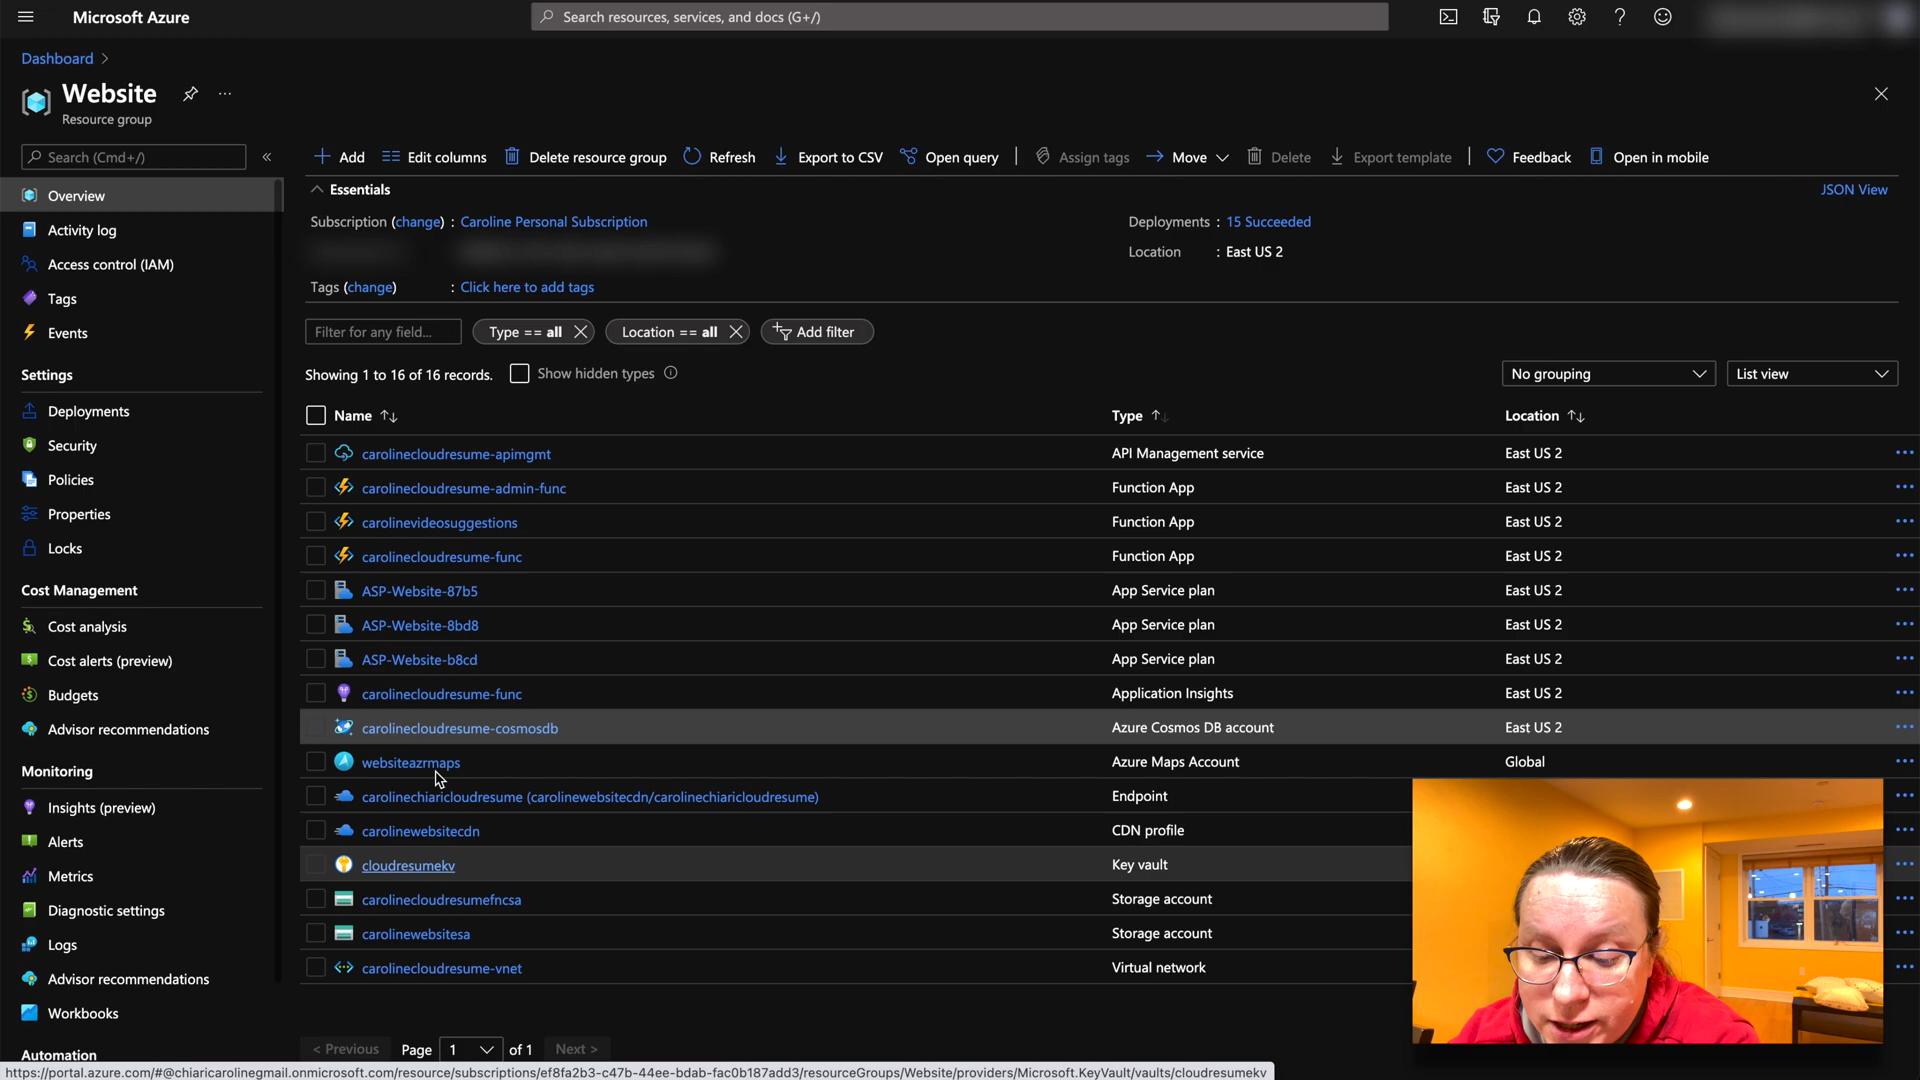 Microsoft Azure
Search resources, services, and docs (G+/)
Dashboard >
Website
Resource group
Search (Cmd+/)
«
Add
Edit columns
Delete resource group
Refresh
Export to CSV
Open query
Assign tags
Move
Delete
Export template
Feedback
Open in mobile
Overview
Activity log
Access control (IAM)
Tags
Events
Settings
Deployments
Security
Policies
Properties
Locks
Cost Management
Cost analysis
Cost alerts (preview)
Budgets
Advisor recommendations
Monitoring
Insights (preview)
Alerts
Metrics
Diagnostic settings
Logs
Advisor recommendations
Workbooks
Automation
Essentials
JSON View
Subscription (change) : Caroline Personal Subscription
Deployments : 15 Succeeded
Location : East US 2
Tags (change) : Click here to add tags
Filter for any field...
Type == all
Location == all
Add filter
Showing 1 to 16 of 16 records.
Show hidden types
No grouping
List view
Name Type Location
carolinecloudresume-apimgmt API Management service East US 2
carolinecloudresume-admin-func Function App East US 2
carolinevideosuggestions Function App East US 2
carolinecloudresume-func Function App East US 2
ASP-Website-87b5 App Service plan East US 2
ASP-Website-8bd8 App Service plan East US 2
ASP-Website-b8cd App Service plan East US 2
carolinecloudresume-func Application Insights East US 2
carolinecloudresume-cosmosdb Azure Cosmos DB account East US 2
websiteazrmaps Azure Maps Account Global
carolinechiaricloudresume (carolinewebsitecdn/carolinechiaricloudresume) Endpoint
carolinewebsitecdn CDN profile
cloudresumekv Key vault
carolinecloudresumefncsa Storage account
carolinewebsitesa Storage account
carolinecloudresume-vnet Virtual network
< Previous Page 1 of 1 Next >
https://portal.azure.com/#@chiaricarolinegmail.onmicrosoft.com/resource/subscriptions/ef8fa2b3-c47b-44ee-bdab-fac0b187add3/resourceGroups/Website/providers/Microsoft.KeyVault/vaults/cloudresumekv